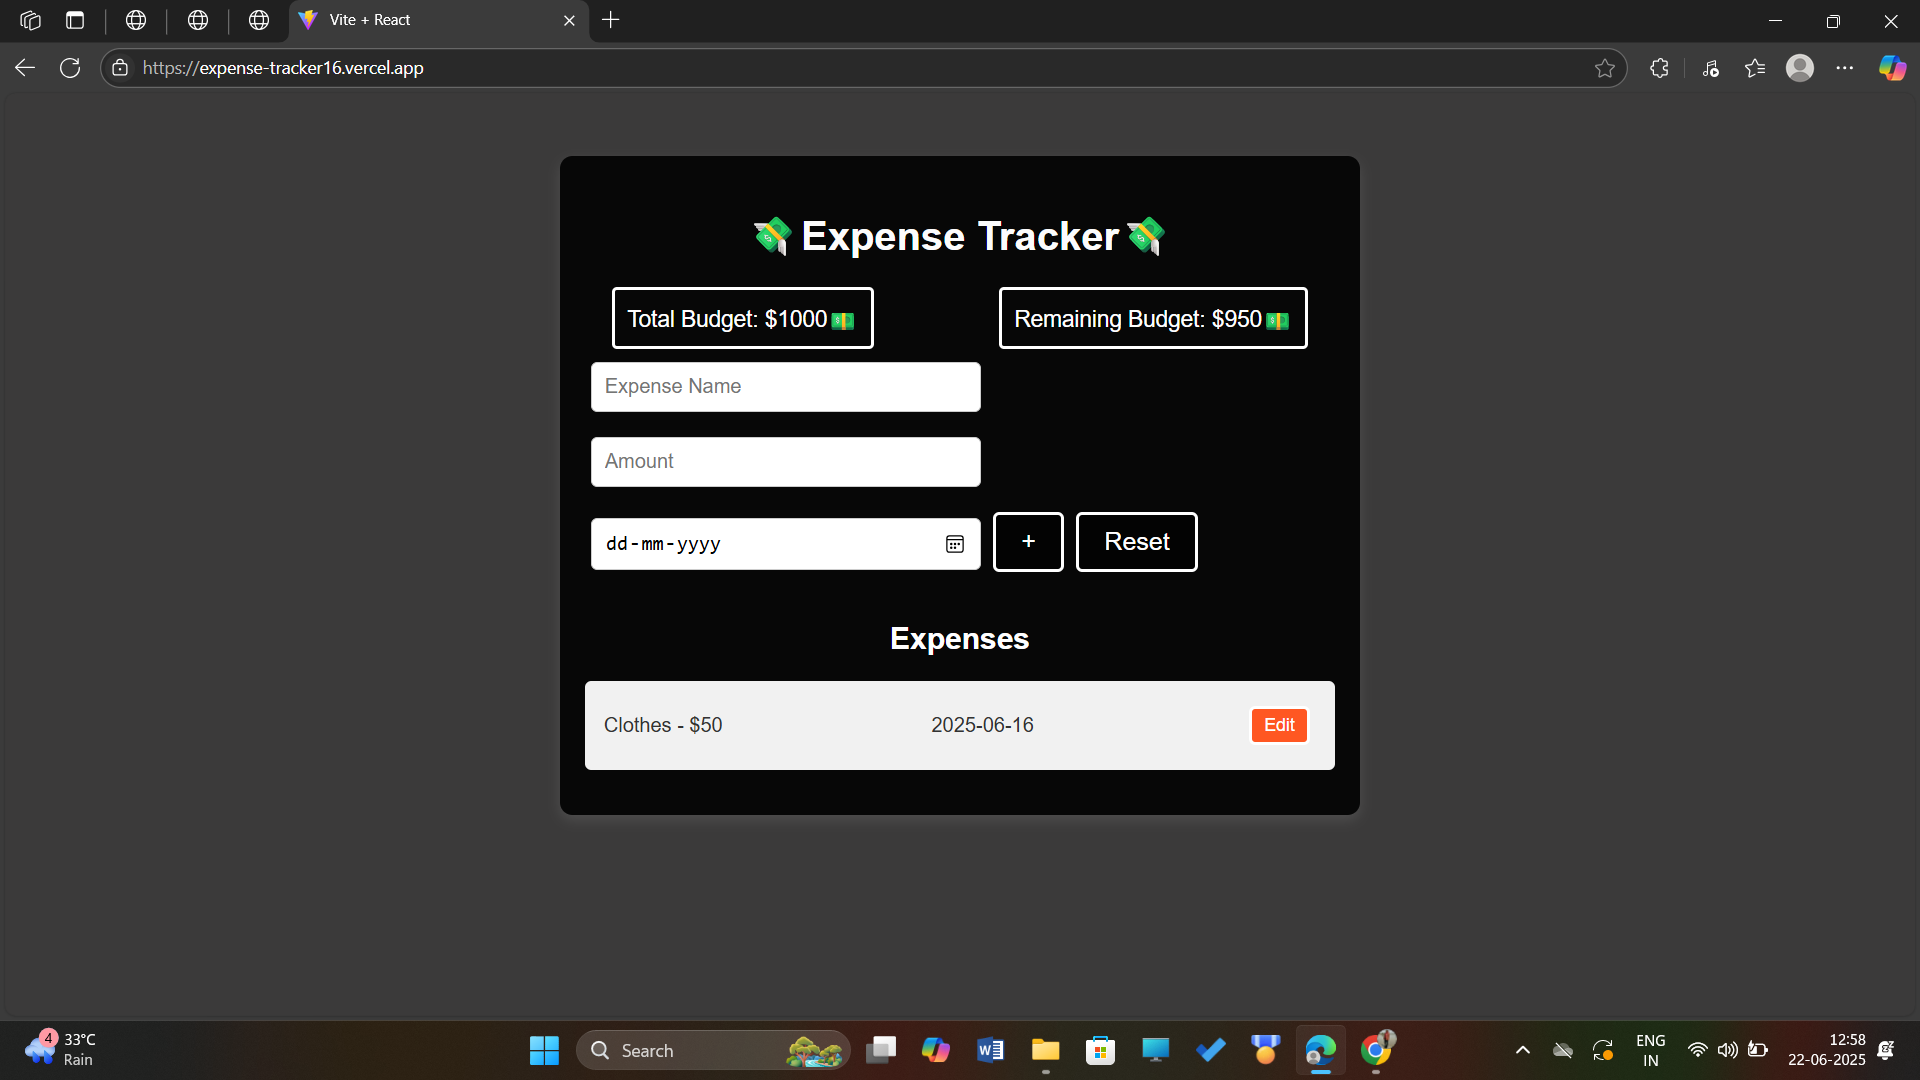 Vite + React
https://expense-tracker16.vercel.app
Expense Tracker
Total Budget: $1000
Remaining Budget: $950
Expense Name
Amount
dd-mm-yyyy
+
Reset
Expenses
Clothes - $50
2025-06-16
Edit
4
33°C
Rain
Search
ENG
IN
12:58
22-06-2025